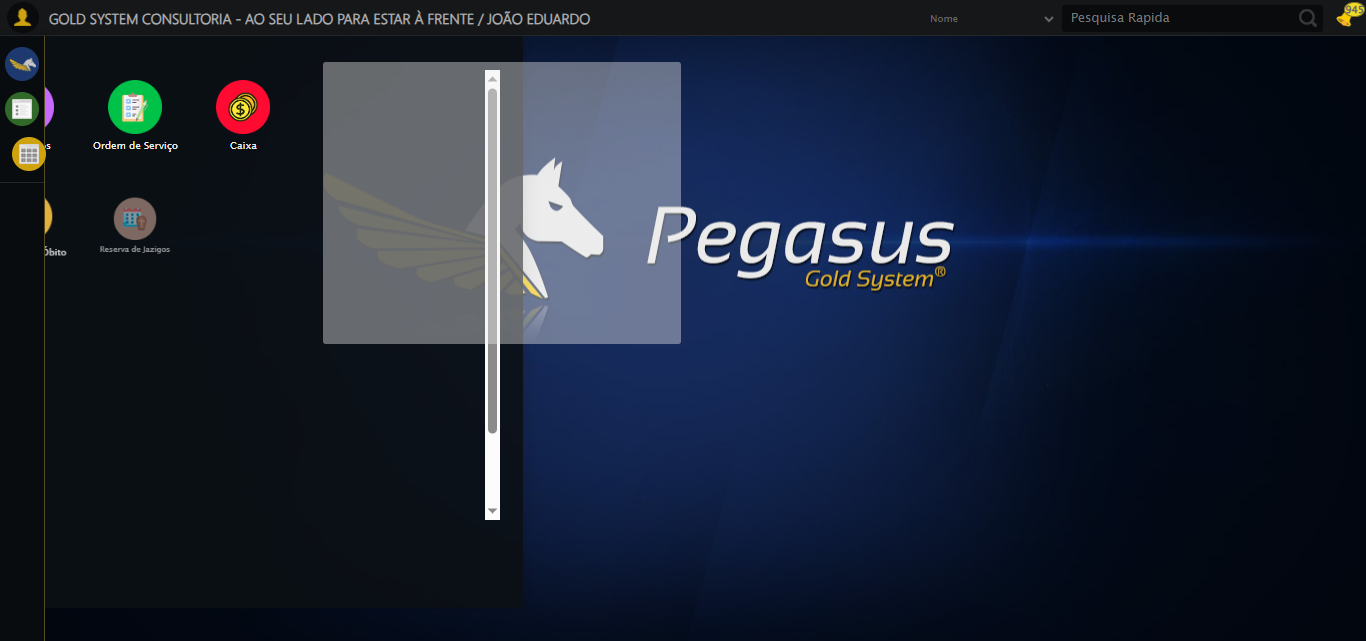 GOLD SYSTEM CONSULTORIA - AO SEU LADO PARA ESTAR À FRENTE / JOÃO EDUARDO
Nome
Pesquisa Rapida
945
os
Ordem de Serviço
Caixa
Óbito
Reserva de Jazigos
Pegasus
Gold System®